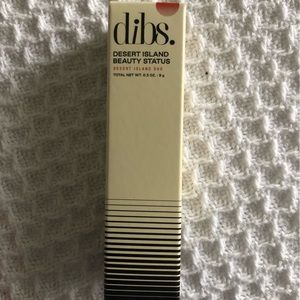 dibs.
DESERT ISLAND
BEAUTY STATUS
DESERT ISLAND DUO
TOTAL NET WT. 0.3 OZ. / 9 g